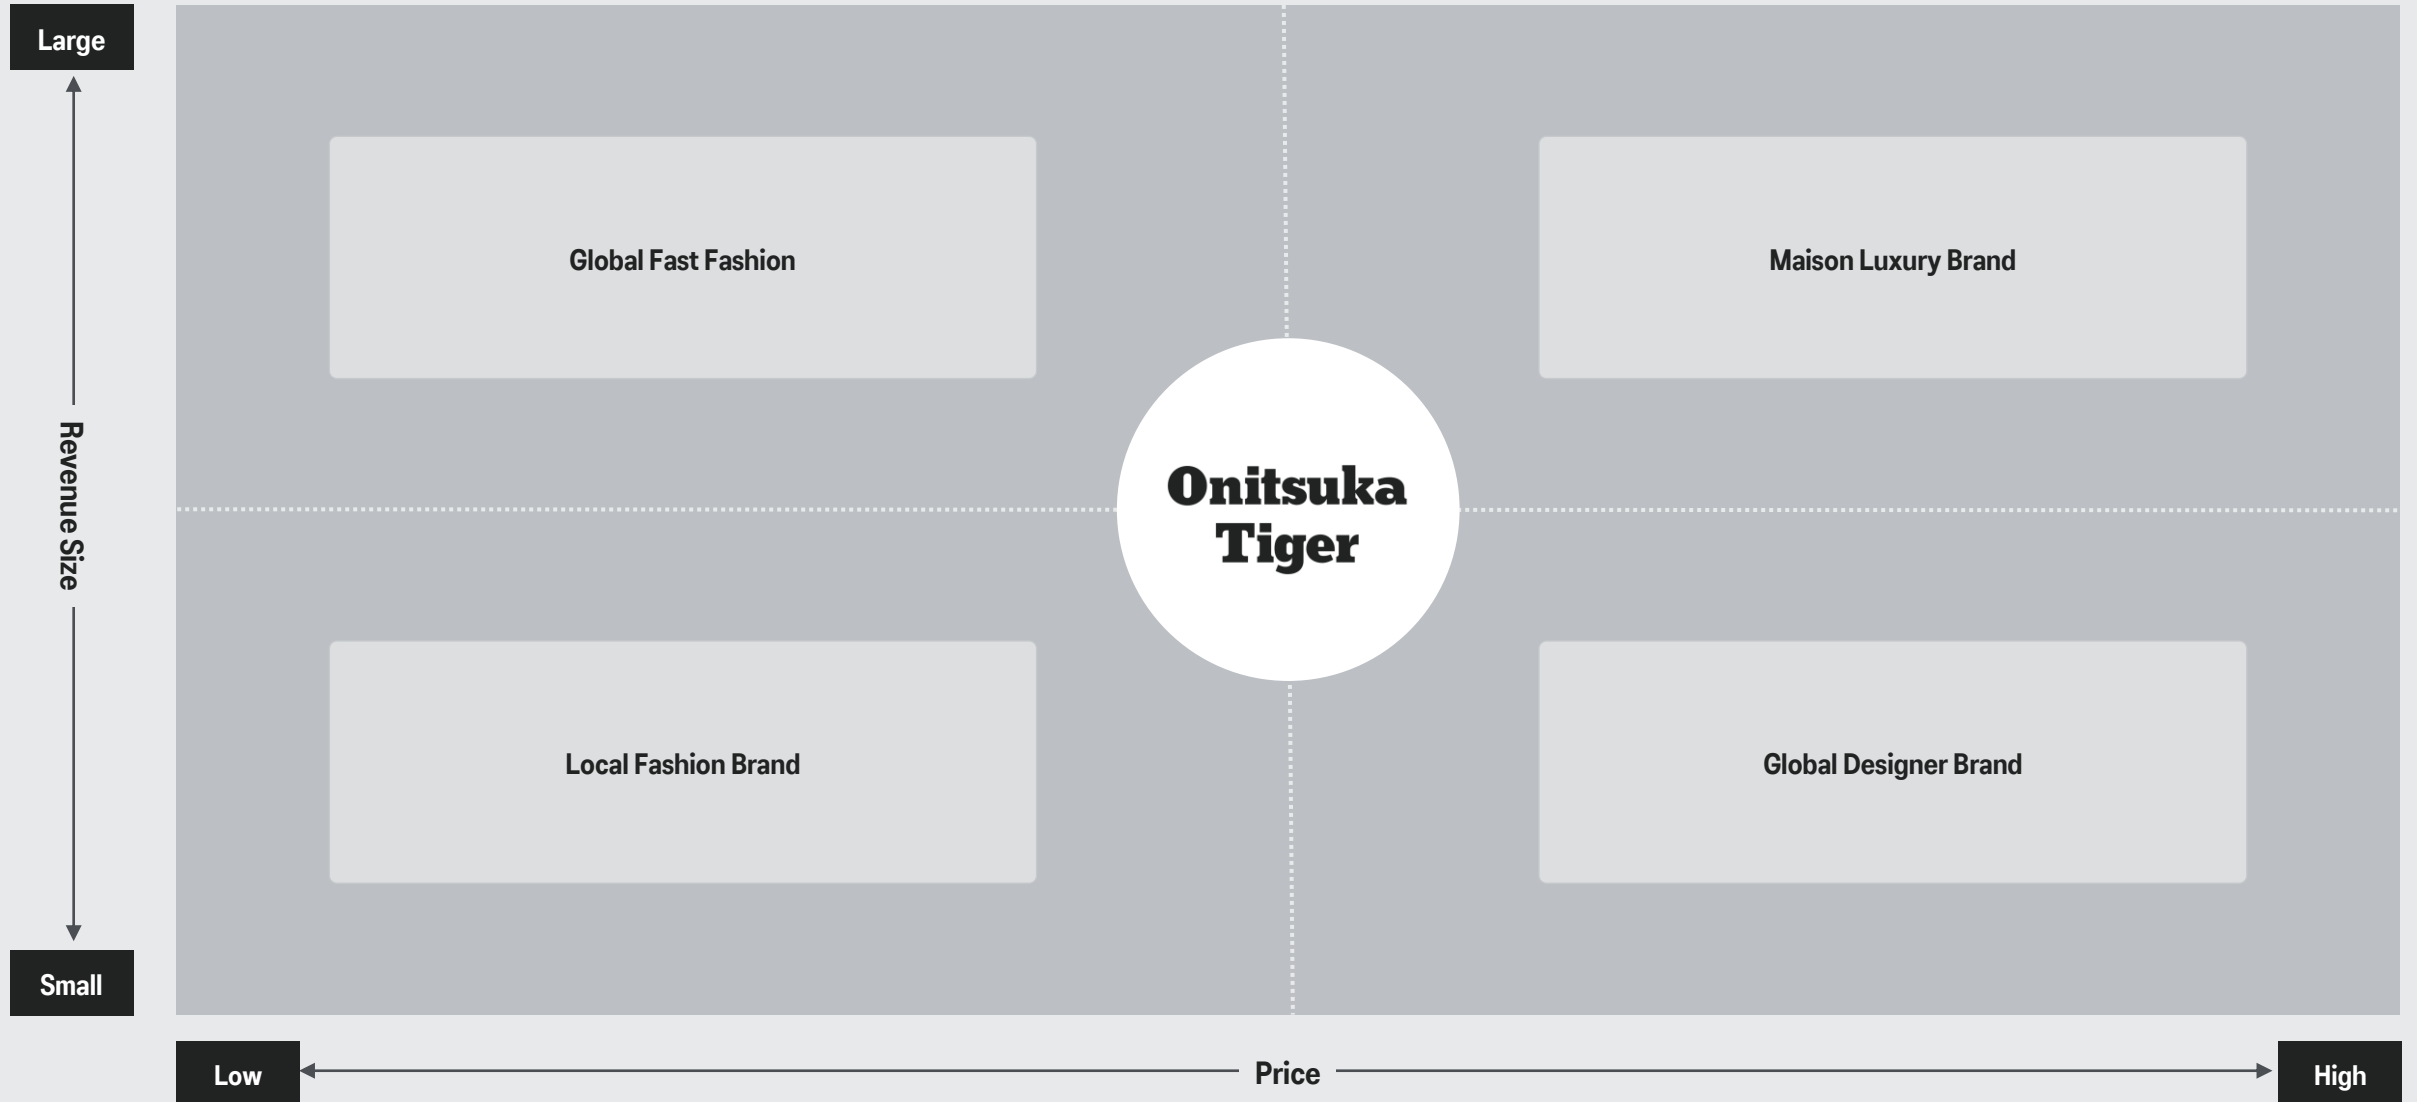 Large
Global Fast Fashion
Maison Luxury Brand
Revenue Size
Onitsuka
Tiger
Local Fashion Brand
Global Designer Brand
Small
Low
Price
High